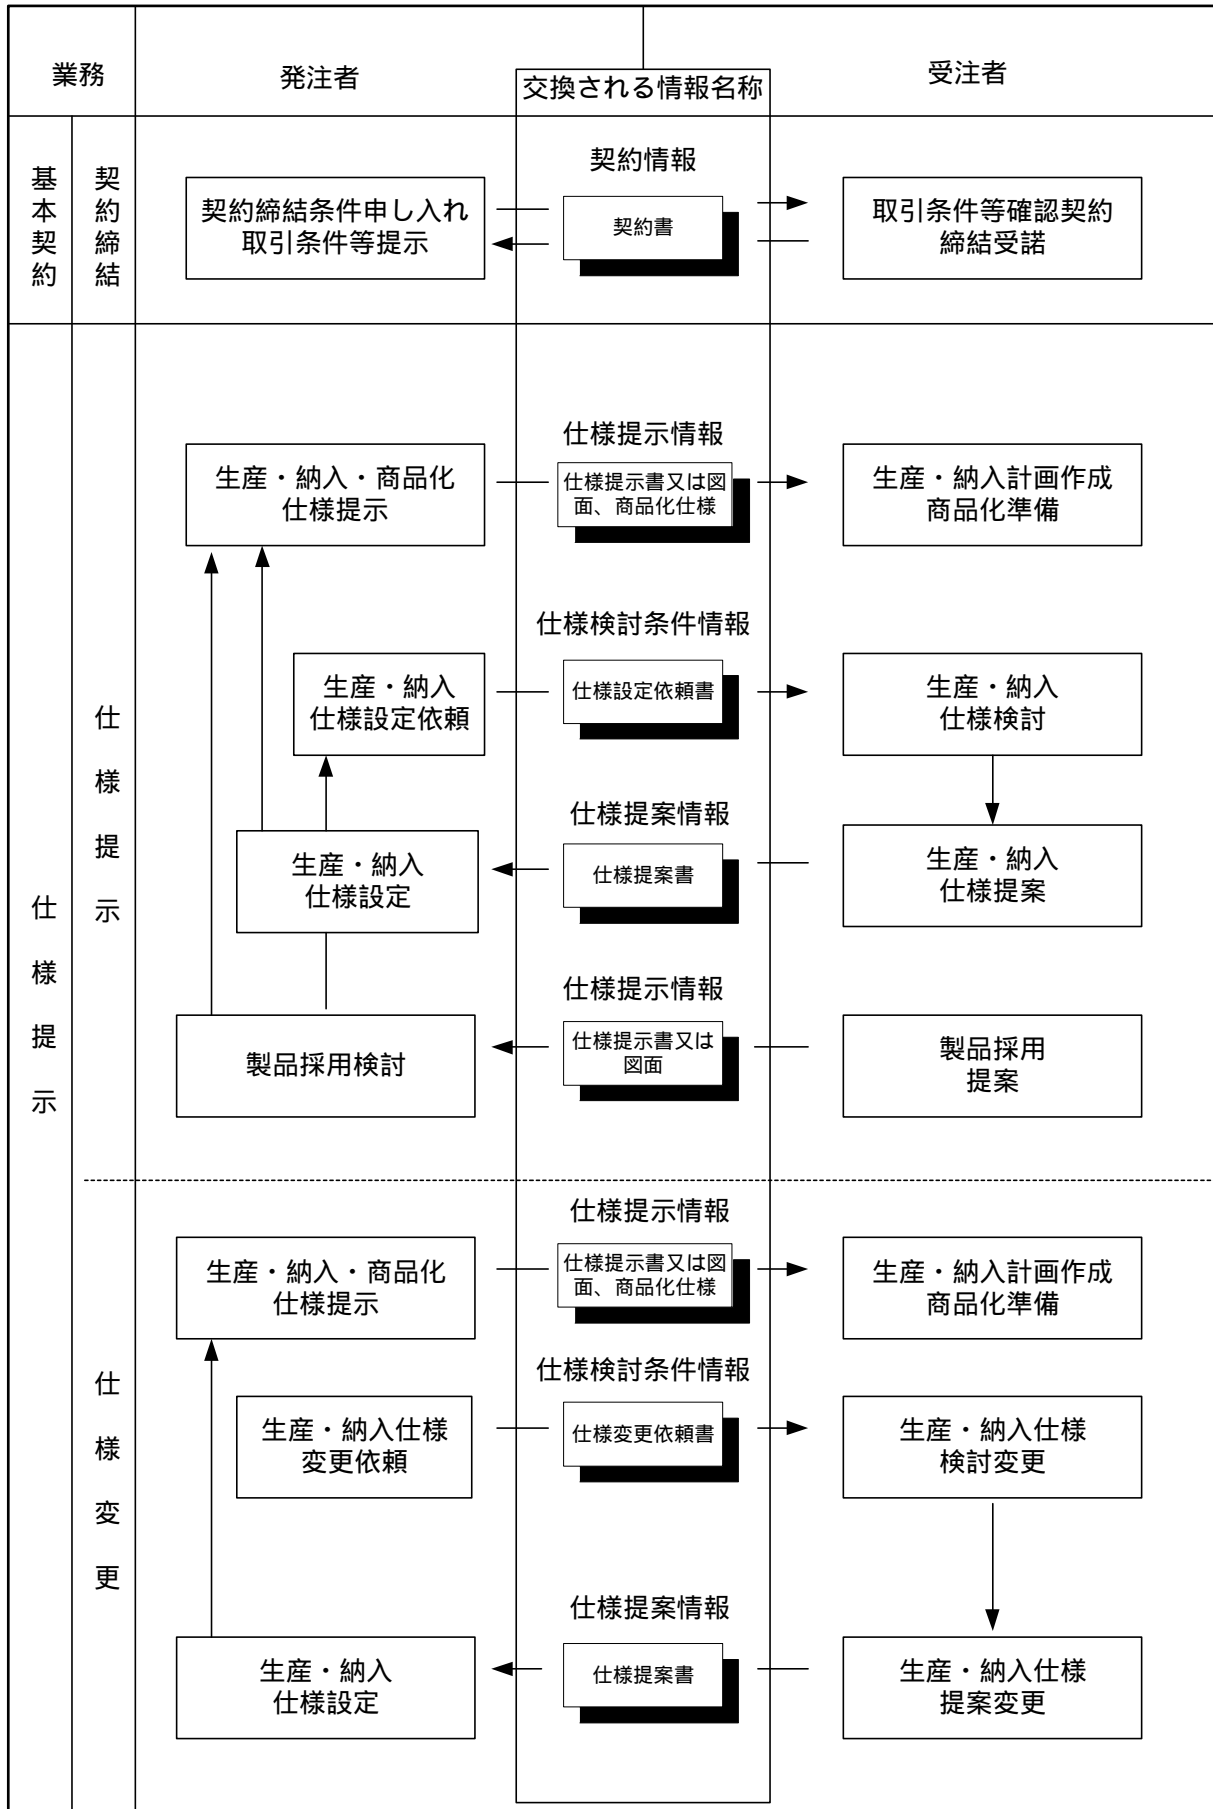 業務
発注者
交換される情報名称
受注者
基本契約
契約締結
契約情報
契約締結条件申し入れ
取引条件等提示
契約書
取引条件等確認契約
締結受諾
仕様提示
仕様提示
仕様提示情報
生産・納入・商品化
仕様提示
仕様提示書又は図
面、商品化仕様
生産・納入計画作成
商品化準備
仕様検討条件情報
生産・納入
仕様設定依頼
仕様設定依頼書
生産・納入
仕様検討
仕様提案情報
生産・納入
仕様設定
仕様提案書
生産・納入
仕様提案
仕様提示情報
製品採用検討
仕様提示書又は
図面
製品採用
提案
仕様変更
仕様提示情報
生産・納入・商品化
仕様提示
仕様提示書又は図
面、商品化仕様
生産・納入計画作成
商品化準備
仕様検討条件情報
生産・納入仕様
変更依頼
仕様変更依頼書
生産・納入仕様
検討変更
仕様提案情報
生産・納入
仕様設定
仕様提案書
生産・納入仕様
提案変更